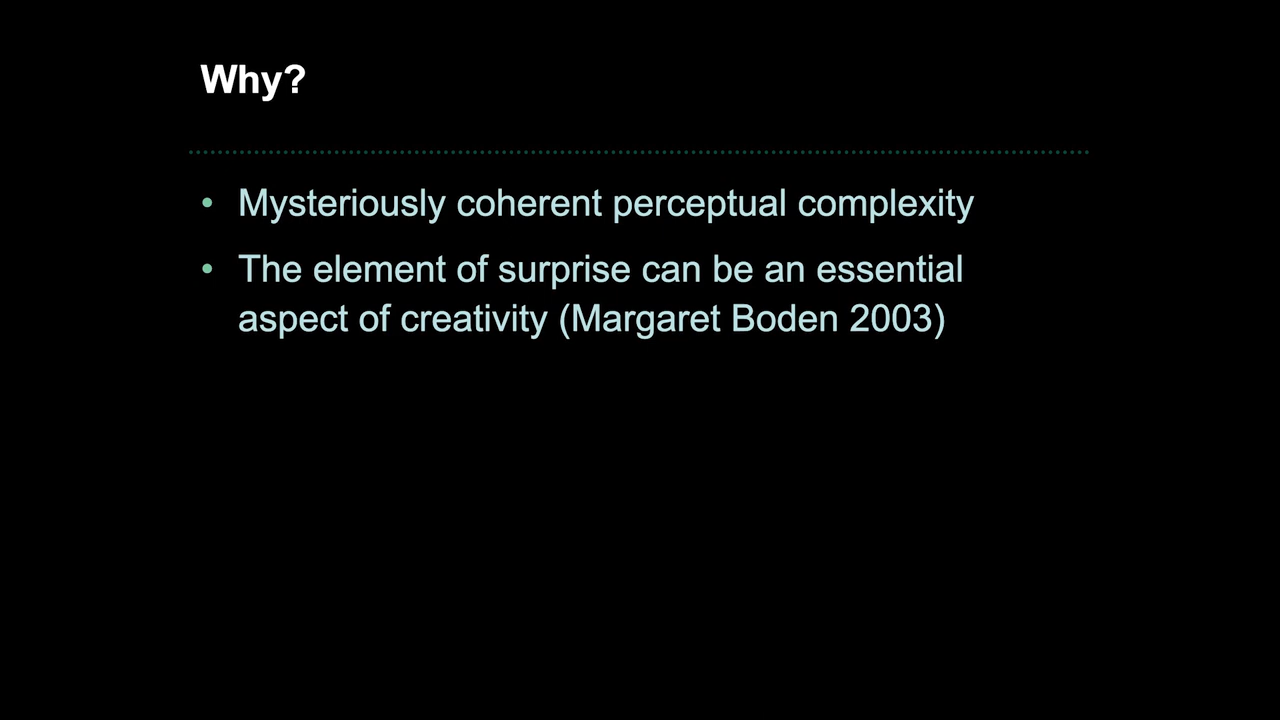 Why?
• Mysteriously coherent perceptual complexity
• The element of surprise can be an essential
aspect of creativity (Margaret Boden 2003)